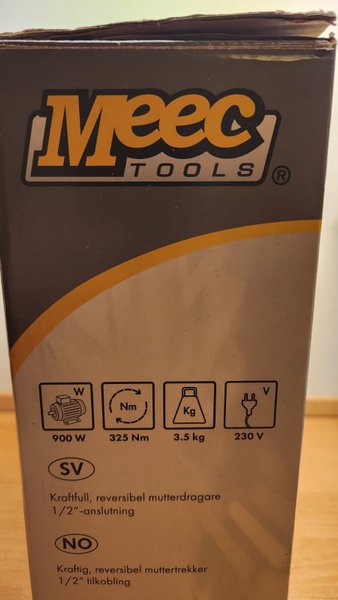 Meec
TOOLS®
W Nm Kg V
900 W 325 Nm 3.5 kg 230 V
SV
Kraftfull, reversibel mutterdragare
1/2"-anslutning
NO
Kraftig, reversibel muttertrekker
1/2" tilkobling